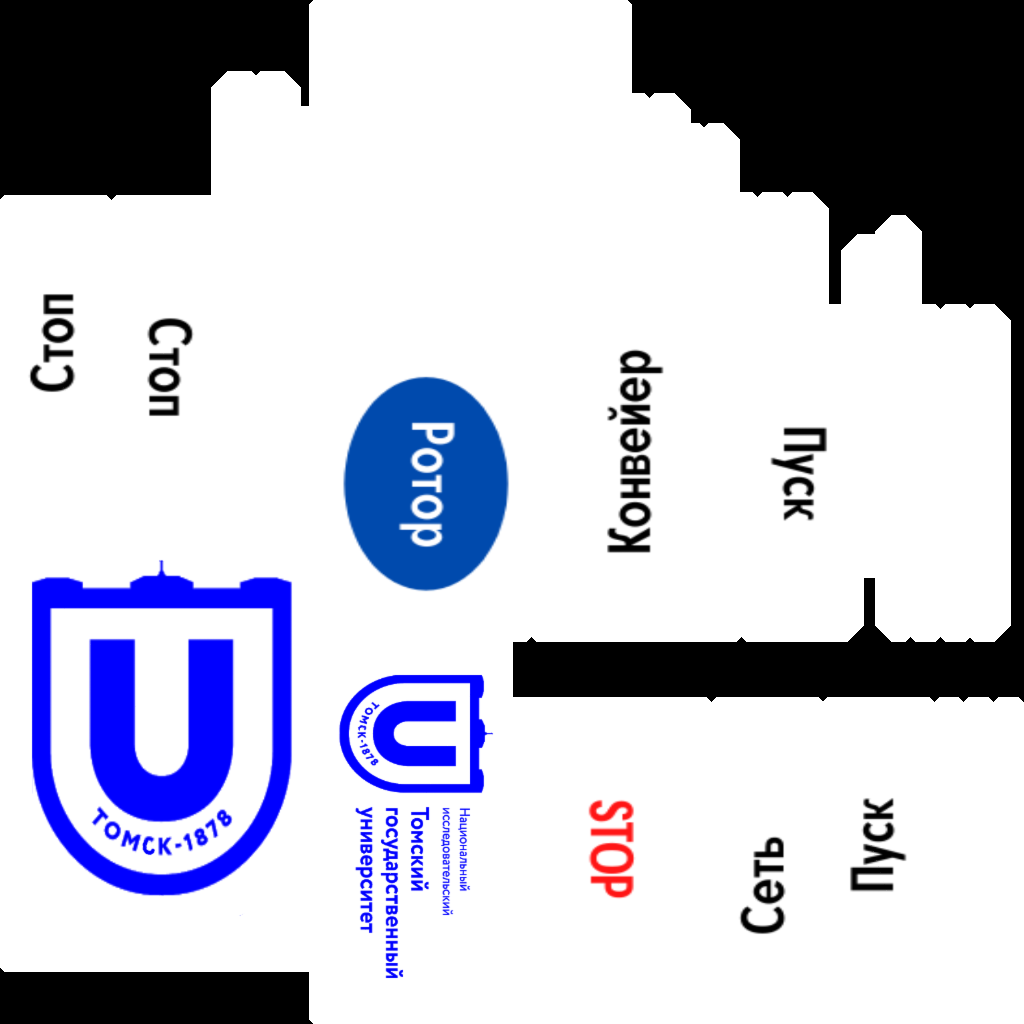 Стоп
Стоп
Ротор
Конвейер
Пуск
ТОМСК-1878
ТОМСК-1878
Национальный
исследовательский
Томский
государственный
университет
STOP
Сеть
Пуск